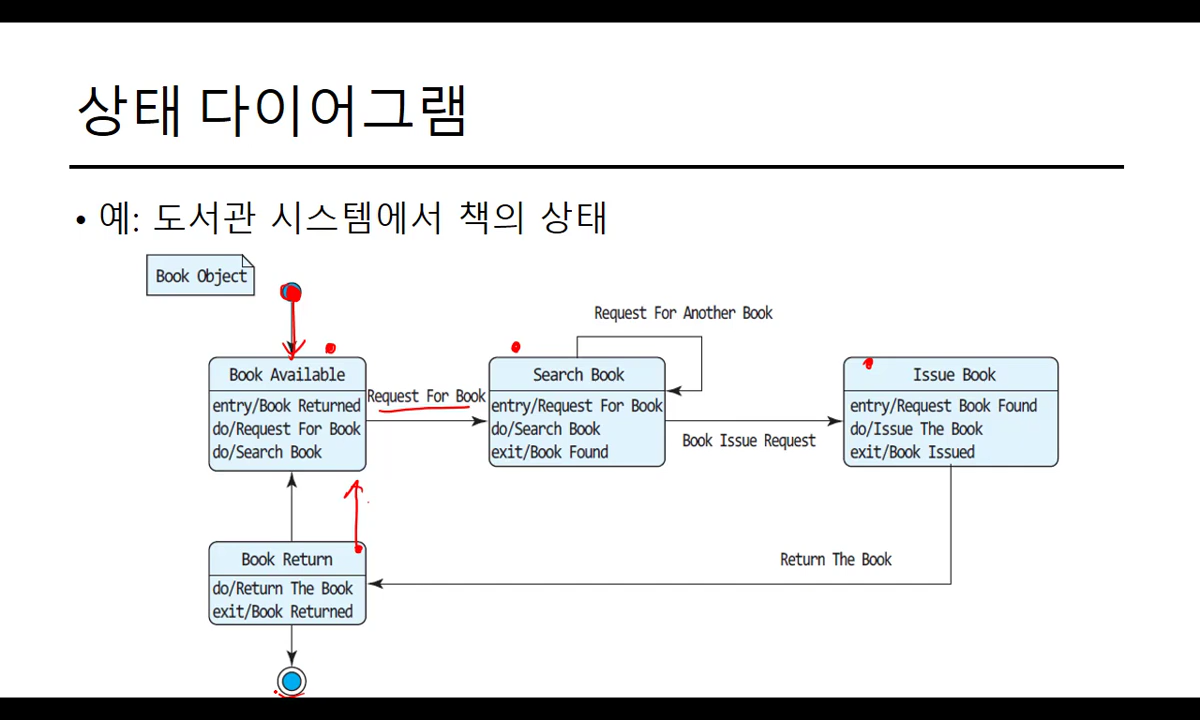 상태 다이어그램
• 예: 도서관 시스템에서 책의 상태
Book Object
Request For Another Book
Book Available
entry/Book Returned
do/Request For Book
do/Search Book
Request For Book
Search Book
entry/Request For Book
do/Search Book
exit/Book Found
Book Issue Request
Issue Book
entry/Request Book Found
do/Issue The Book
exit/Book Issued
Return The Book
Book Return
do/Return The Book
exit/Book Returned